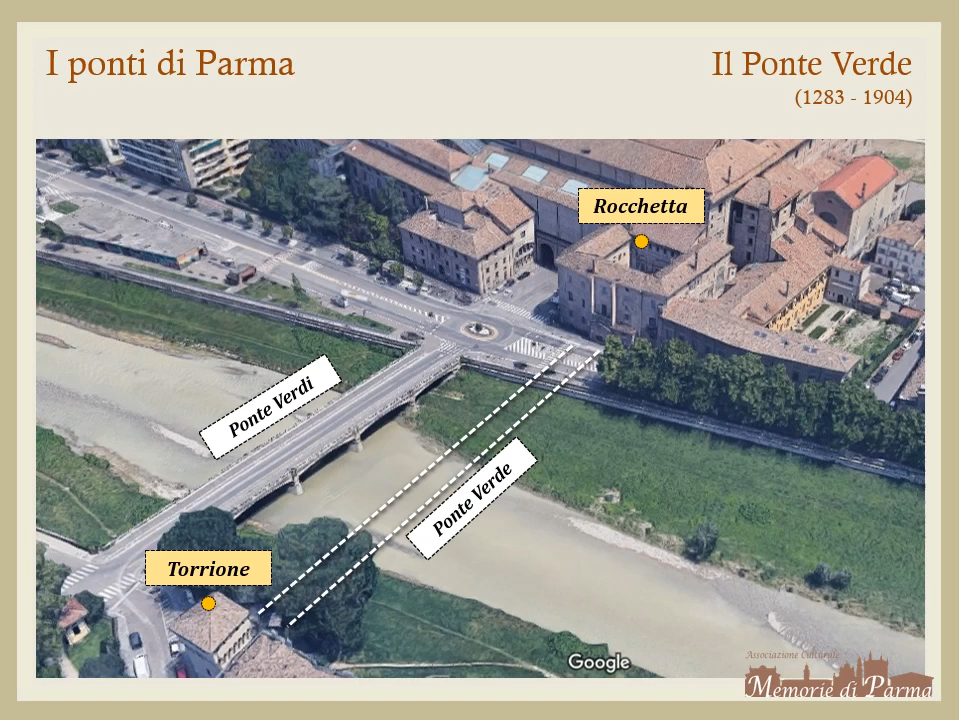 I ponti di Parma
Il Ponte Verde
(1283 - 1904)
Rocchetta
Ponte Verdi
Ponte Verde
Torrione
Google
Associazione Culturale
Memorie di Parma